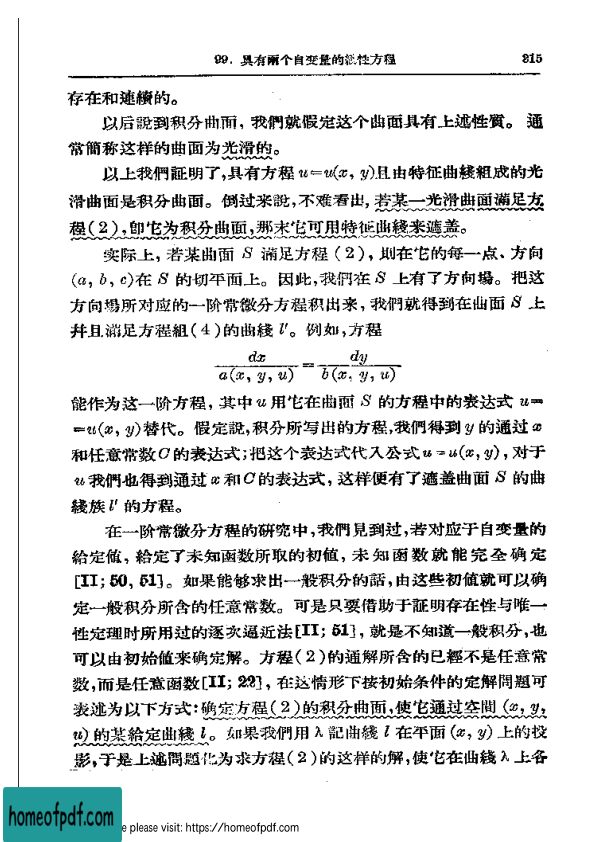 99. 具有兩个自变量的綫性方程 315
存在和連續的。
以后說到积分曲面，我們就假定这个曲面具有上述性質。 通
常簡称这样的曲面为光滑的。
以上我們証明了，具有方程 u=u(x, y)且由特征曲綫組成的光
滑曲面是积分曲面。倒过来說，不难看出，若某一光滑曲面滿足方
程(2)，卽它为积分曲面，那末它可用特征曲綫来遮盖。
实际上，若某曲面 S 滿足方程 (2)，則在它的每一点、方向
(a, b, c)在 S 的切平面上。因此，我們在 S 上有了方向場。把这
方向場所对应的一阶常微分方程积出来，我們就得到在曲面 S 上
幷且滿足方程組(4)的曲綫 l′。例如，方程
dx/a(x, y, u) = dy/b(x, y, u)
能作为这一阶方程，其中 u 用它在曲面 S 的方程中的表达式 u=
=u(x, y)替代。假定說，积分所写出的方程，我們得到 y 的通过 x
和任意常数 C 的表达式；把这个表达式代入公式 u=u(x, y)，对于
u 我們也得到通过 x 和 C 的表达式，这样便有了遮盖曲面 S 的曲
綫族 l′ 的方程。
在一阶常微分方程的研究中，我們見到过，若对应于自变量的
給定値，給定了未知函数所取的初値，未知函数就能完全确定
[II; 50, 51]。如果能够求出一般积分的話，由这些初値就可以确
定一般积分所含的任意常数。可是只要借助于証明存在性与唯一
性定理时所用过的逐次逼近法[II; 51]，就是不知道一般积分，也
可以由初始値来确定解。方程(2)的通解所含的已經不是任意常
数，而是任意函数[II; 22]，在这情形下按初始条件的定解問題可
表述为以下方式：确定方程(2)的积分曲面，使它通过空間 (x, y,
u) 的某給定曲綫 l。如果我們用 λ 記曲綫 l 在平面 (x, y) 上的投
影，于是上述問題化为求方程(2)的这样的解，使它在曲綫 λ 上各
homeofpdf.com
e please visit: https://homeofpdf.com